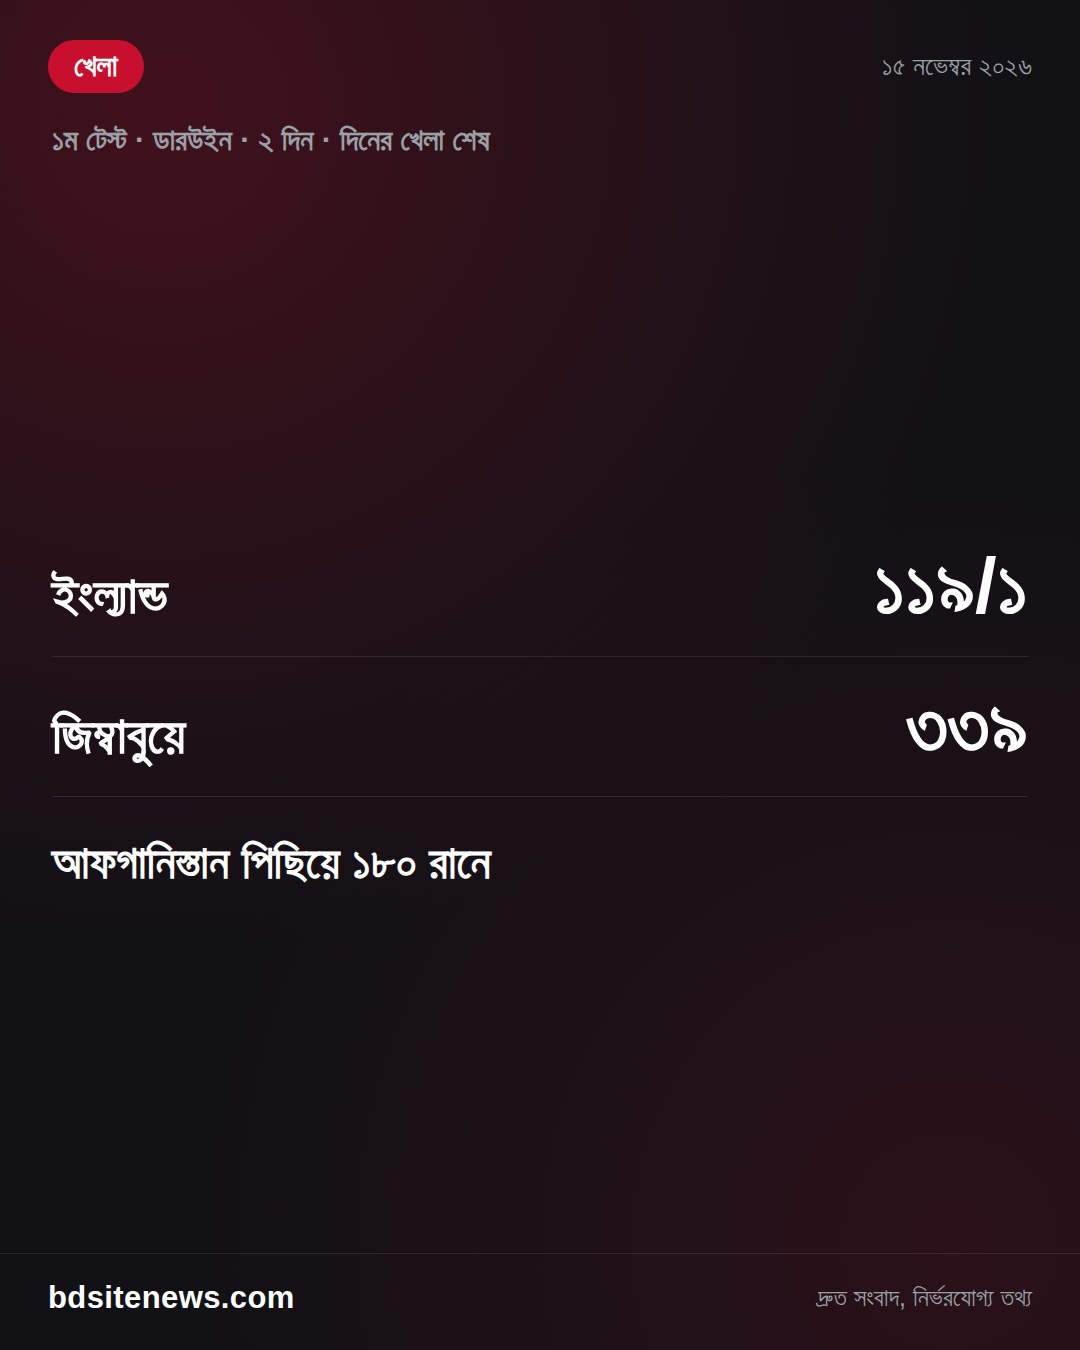 খেলা
১৫ নভেম্বর ২০২৬
১ম টেস্ট · ডারউইন · ২ দিন · দিনের খেলা শেষ
ইংল্যান্ড
১১৯/১
জিম্বাবুয়ে
৩৩৯
আফগানিস্তান পিছিয়ে ১৮০ রানে
bdsitenews.com
দ্রুত সংবাদ, নির্ভরযোগ্য তথ্য